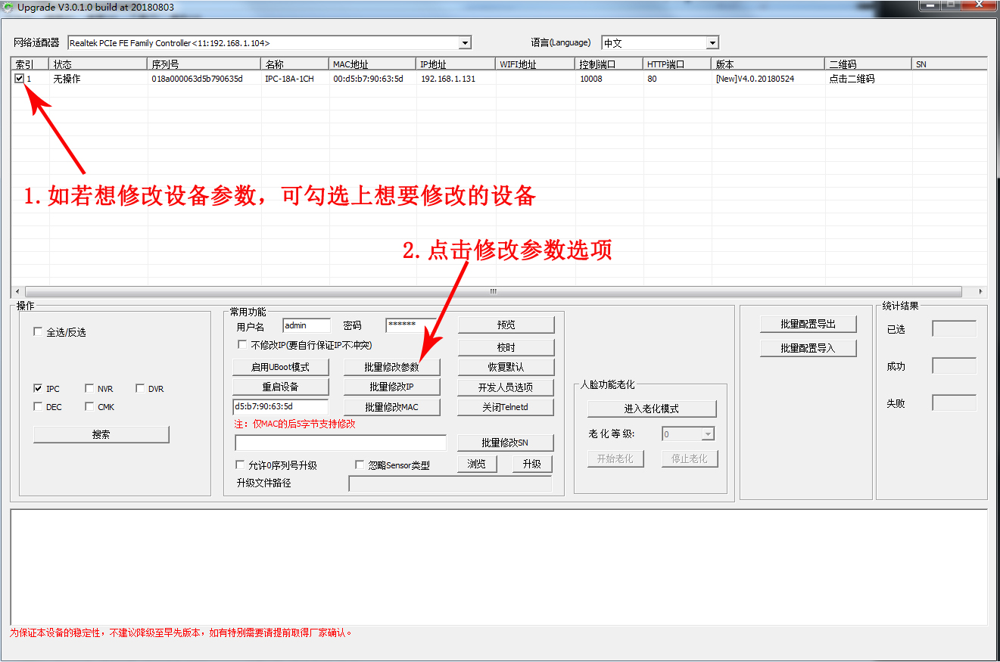 Upgrade V3.0.1.0 build at 20180803
网络适配器 Realtek PCIe FE Family Controller<11:192.168.1.104> 语言(Language) 中文
索引 状态 序列号 名称 MAC地址 IP地址 WIFI地址 控制端口 HTTP端口 版本 二维码 SN
1 无操作 018a000063d5b790635d IPC-18A-1CH 00:d5:b7:90:63:5d 192.168.1.131 10008 80 [New]V4.0.20180524 点击二维码
1.如若想修改设备参数，可勾选上想要修改的设备
2.点击修改参数选项
操作
全选/反选
IPC NVR DVR
DEC CMK
搜索
常用功能
用户名 admin 密码 ****** 预览
不修改IP(要自行保证IP不冲突) 校时
启用UBoot模式 批量修改参数 恢复默认
重启设备 批量修改IP 开发人员选项
d5:b7:90:63:5d 批量修改MAC 关闭Telnetd
注：仅MAC的后5字节支持修改
批量修改SN
允许0序列号升级 忽略Sensor类型 浏览 升级
升级文件路径
人脸功能老化
进入老化模式
老化等级: 0
开始老化 停止老化
批量配置导出
批量配置导入
统计结果
已选
成功
失败
为保证本设备的稳定性，不建议降级至早先版本，如有特别需要请提前取得厂家确认。